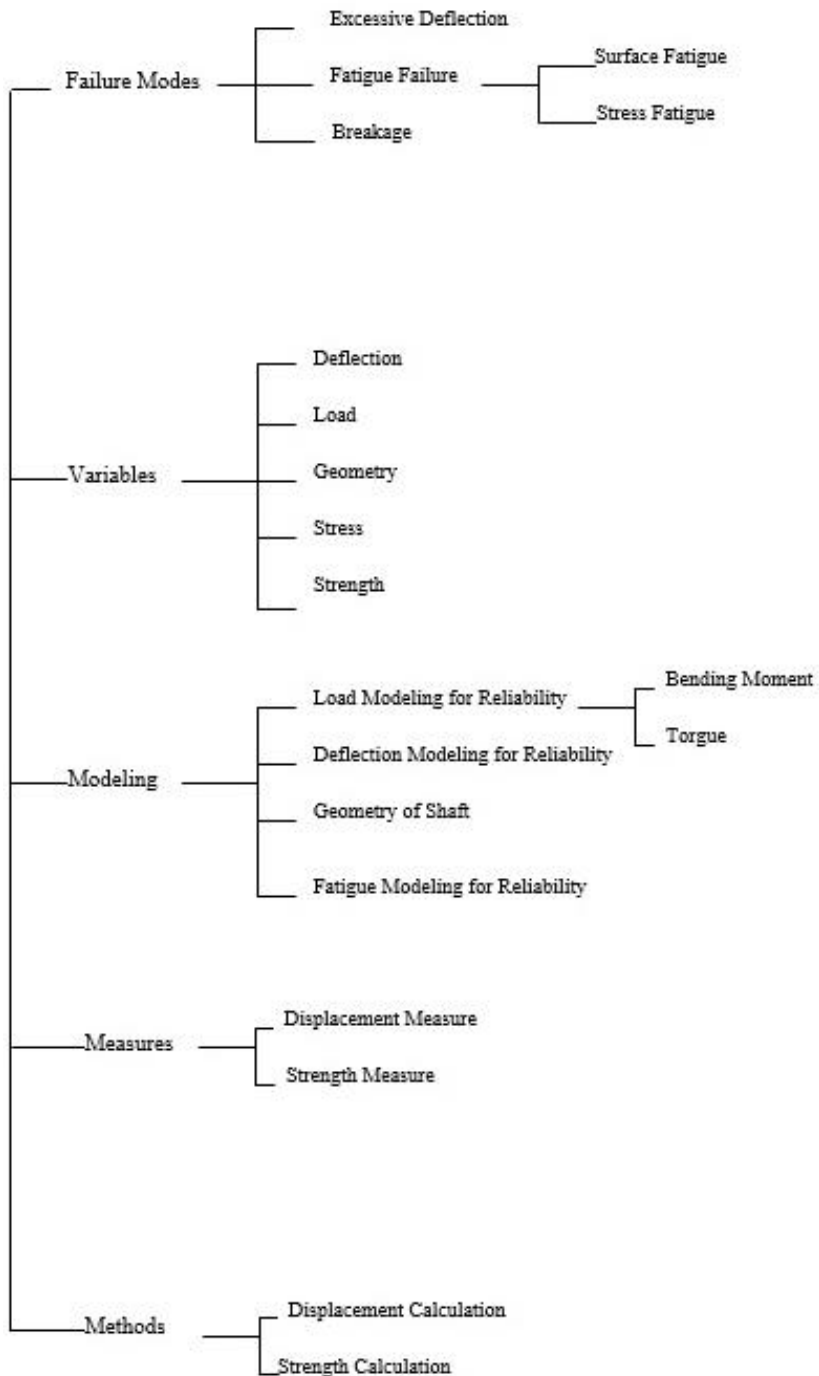 Excessive Deflection
Failure Modes
Fatigue Failure
Surface Fatigue
Stress Fatigue
Breakage
Variables
Deflection
Load
Geometry
Stress
Strength
Modeling
Load Modeling for Reliability
Bending Moment
Torgue
Deflection Modeling for Reliability
Geometry of Shaft
Fatigue Modeling for Reliability
Measures
Displacement Measure
Strength Measure
Methods
Displacement Calculation
Strength Calculation